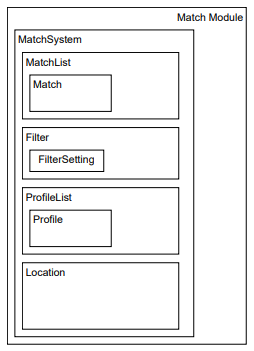 Match Module
MatchSystem
MatchList
Match
Filter
FilterSetting
ProfileList
Profile
Location